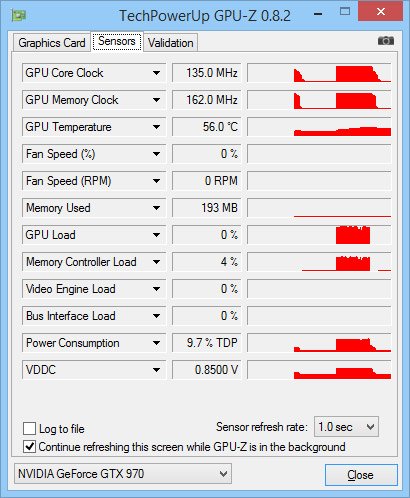 TechPowerUp GPU-Z 0.8.2
Graphics Card Sensors Validation
GPU Core Clock 135.0 MHz
GPU Memory Clock 162.0 MHz
GPU Temperature 56.0 °C
Fan Speed (%) 0 %
Fan Speed (RPM) 0 RPM
Memory Used 193 MB
GPU Load 0 %
Memory Controller Load 4 %
Video Engine Load 0 %
Bus Interface Load 0 %
Power Consumption 9.7 % TDP
VDDC 0.8500 V
Log to file Sensor refresh rate: 1.0 sec
Continue refreshing this screen while GPU-Z is in the background
NVIDIA GeForce GTX 970 Close